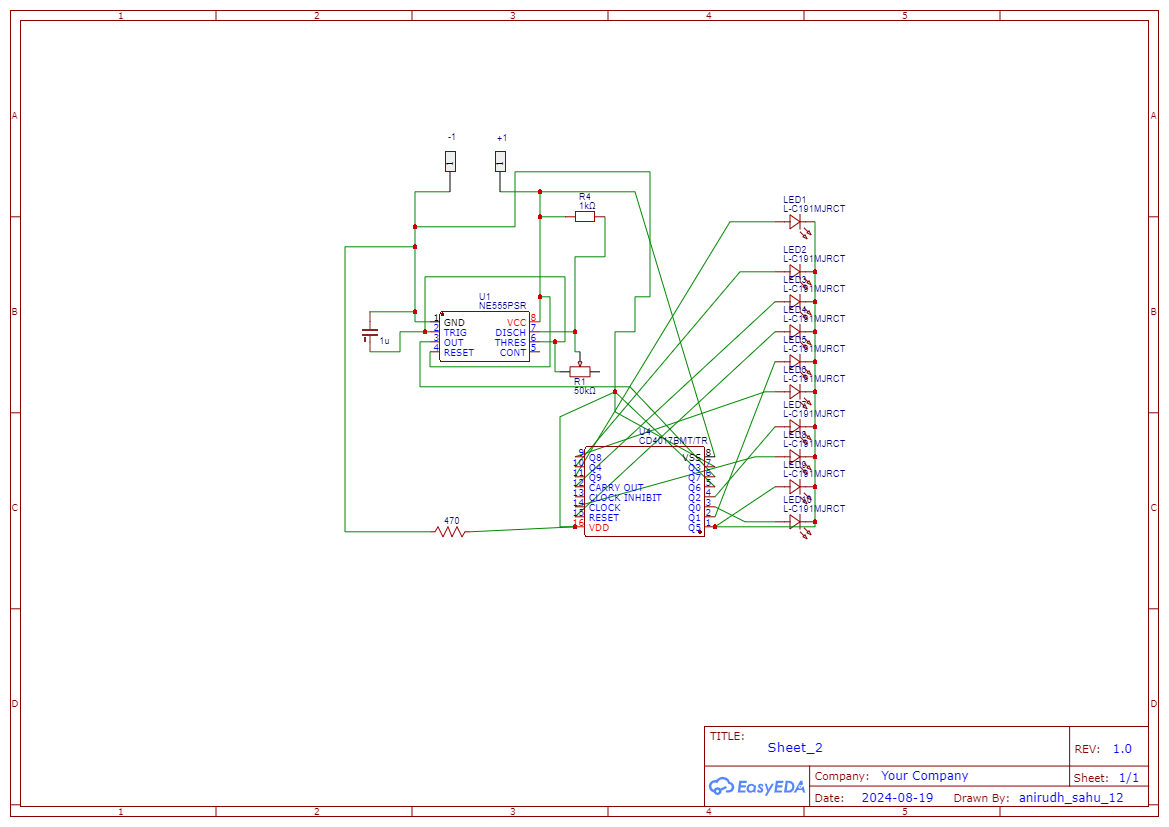 1 2 3 4 5
A A
B B
C C
D D
-1 +1
1 1
R4
1kΩ
LED1
L-C191MJRCT
LED2
L-C191MJRCT
LED3
L-C191MJRCT
LED4
L-C191MJRCT
LED5
L-C191MJRCT
L-C191MJRCT
L-C191MJRCT
L-C191MJRCT
L-C191MJRCT
L-C191MJRCT
U1
NE555PSR
1 GND VCC 8
2 TRIG DISCH 7
3 OUT THRES 6
4 RESET CONT 5
1u
R1
50kΩ
U4
CD4017BMT/TR
9 Q8 VSS 8
10 Q4 Q3 7
11 Q9 Q7 6
12 CARRY OUT Q6 5
13 CLOCK INHIBIT Q2 4
14 CLOCK Q0 3
15 RESET Q1 2
16 VDD Q5 1
470
TITLE:
Sheet_2
REV: 1.0
EasyEDA
Company: Your Company
Sheet: 1/1
Date: 2024-08-19 Drawn By: anirudh_sahu_12
1 2 3 4 5